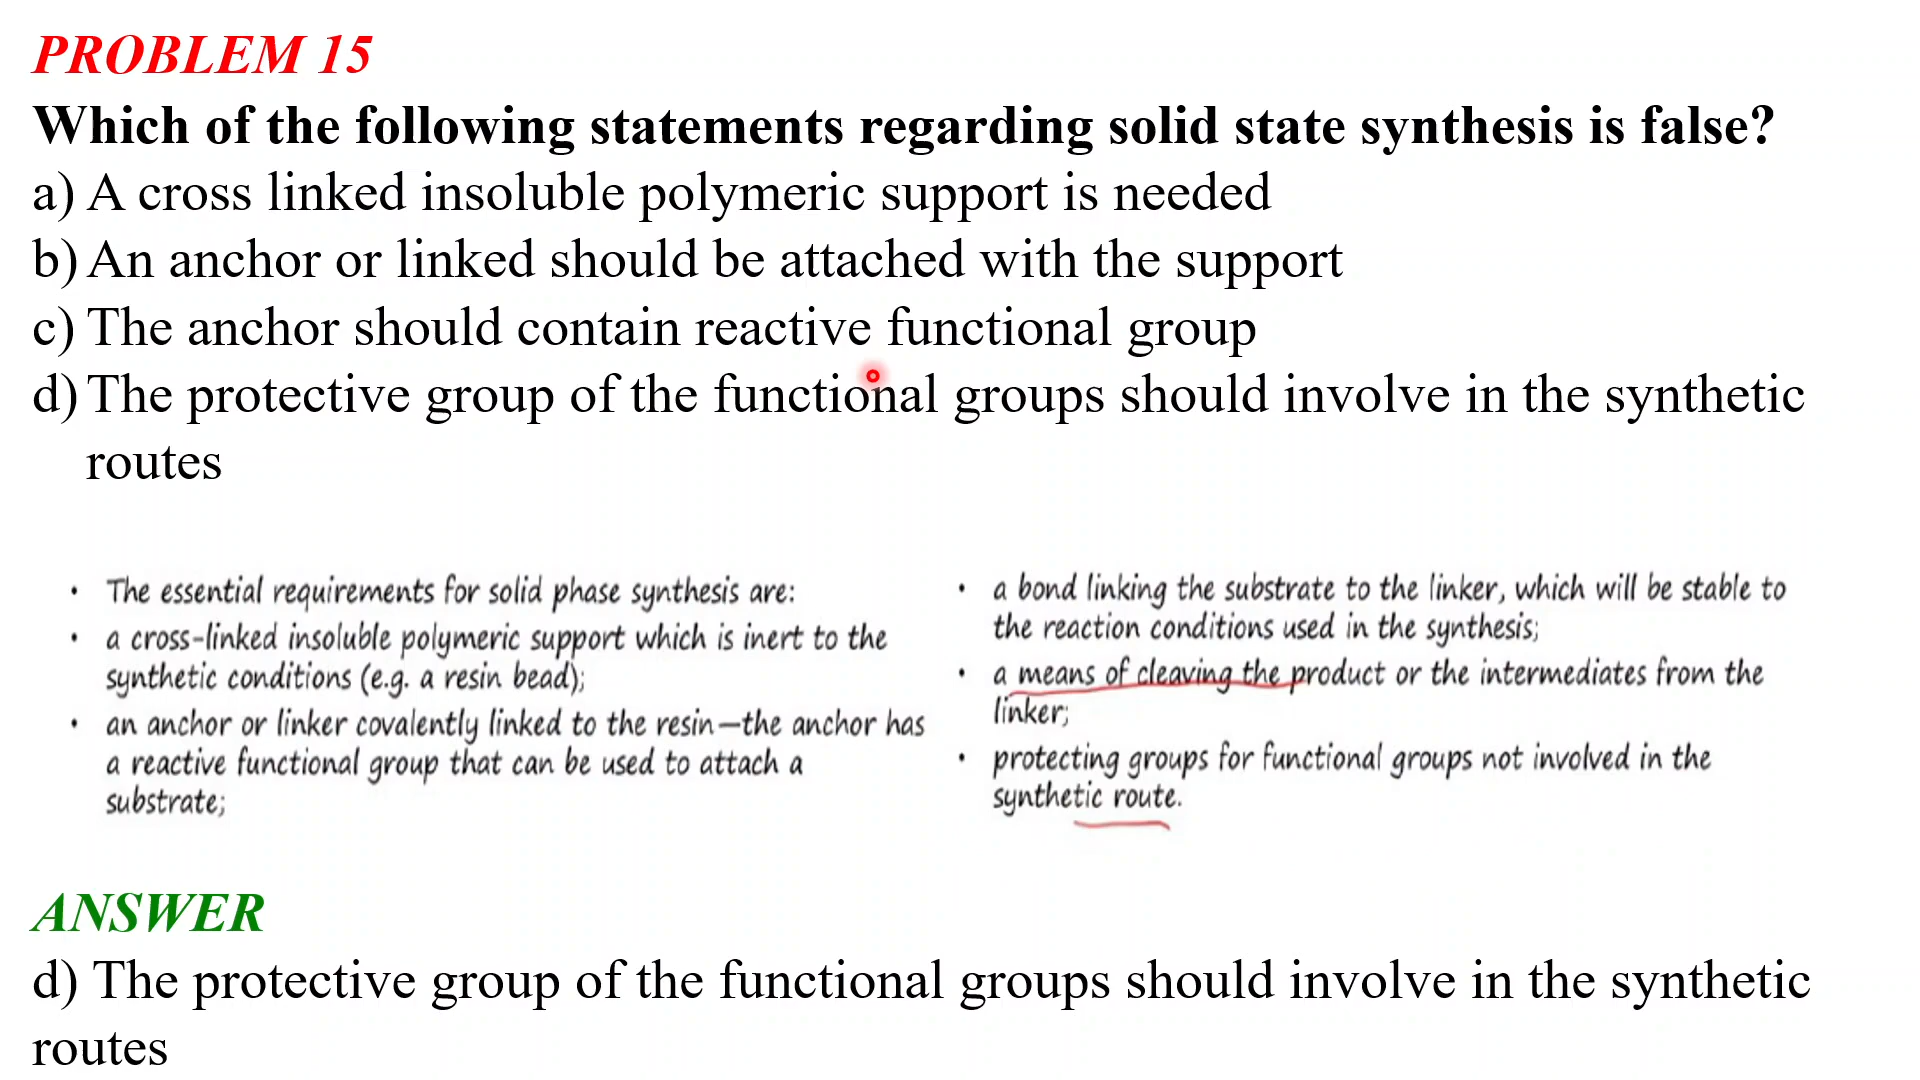 PROBLEM 15
Which of the following statements regarding solid state synthesis is false?
a) A cross linked insoluble polymeric support is needed
b) An anchor or linked should be attached with the support
c) The anchor should contain reactive functional group
d) The protective group of the functional groups should involve in the synthetic
routes
• The essential requirements for solid phase synthesis are:
• a cross-linked insoluble polymeric support which is inert to the
synthetic conditions (e.g. a resin bead);
• an anchor or linker covalently linked to the resin—the anchor has
a reactive functional group that can be used to attach a
substrate;
• a bond linking the substrate to the linker, which will be stable to
the reaction conditions used in the synthesis;
• a means of cleaving the product or the intermediates from the
linker;
• protecting groups for functional groups not involved in the
synthetic route.
ANSWER
d) The protective group of the functional groups should involve in the synthetic
routes